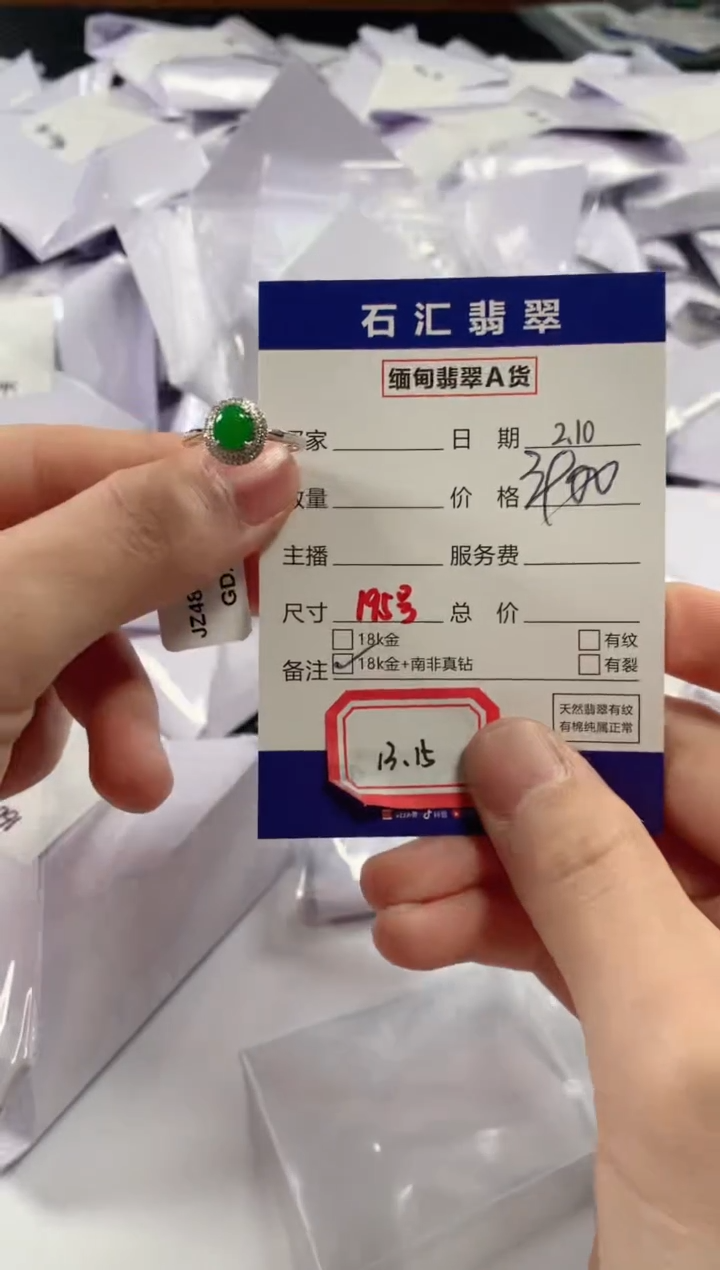 石汇翡翠
缅甸翡翠A货
家 日期 2.10
数量 价格
主播 服务费
尺寸 195号 总价
18k金 有纹
备注 18k金+南非真钻 有裂
天然翡翠有纹
有棉纯属正常
13.15
JZ48
GD.